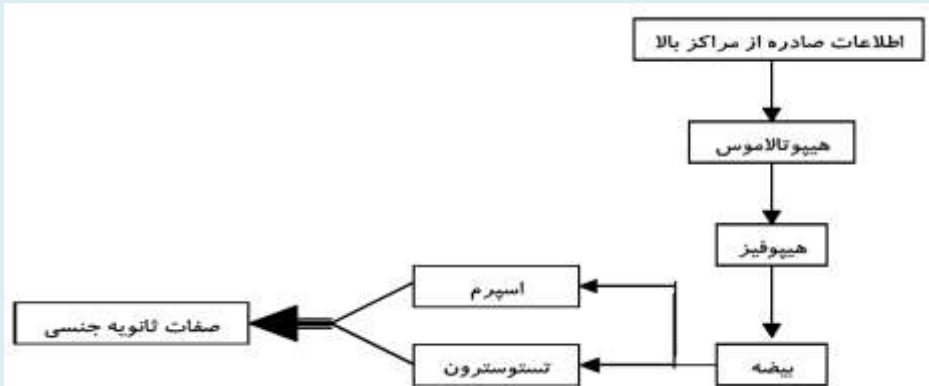 اطلاعات صادره از مراکز بالا
هیپوتالاموس
هیپوفیز
اسپرم
صفات ثانویه جنسی
تستوسترون
بیضه